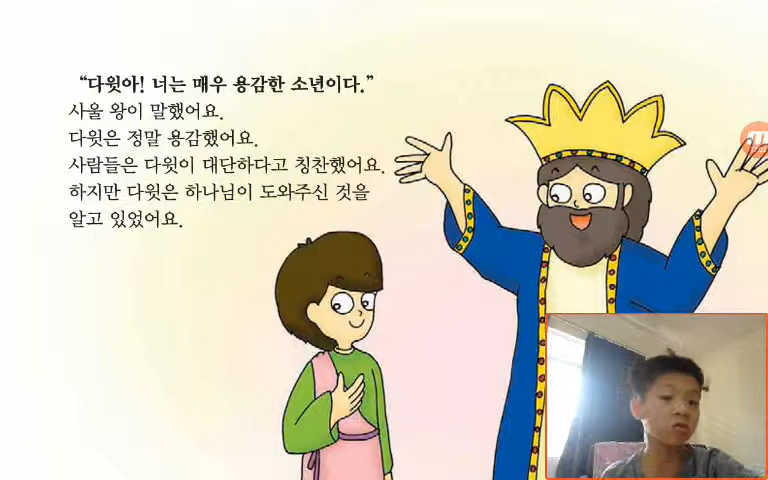 “다윗아! 너는 매우 용감한 소년이다.”
사울 왕이 말했어요.
다윗은 정말 용감했어요.
사람들은 다윗이 대단하다고 칭찬했어요.
하지만 다윗은 하나님이 도와주신 것을
알고 있었어요.